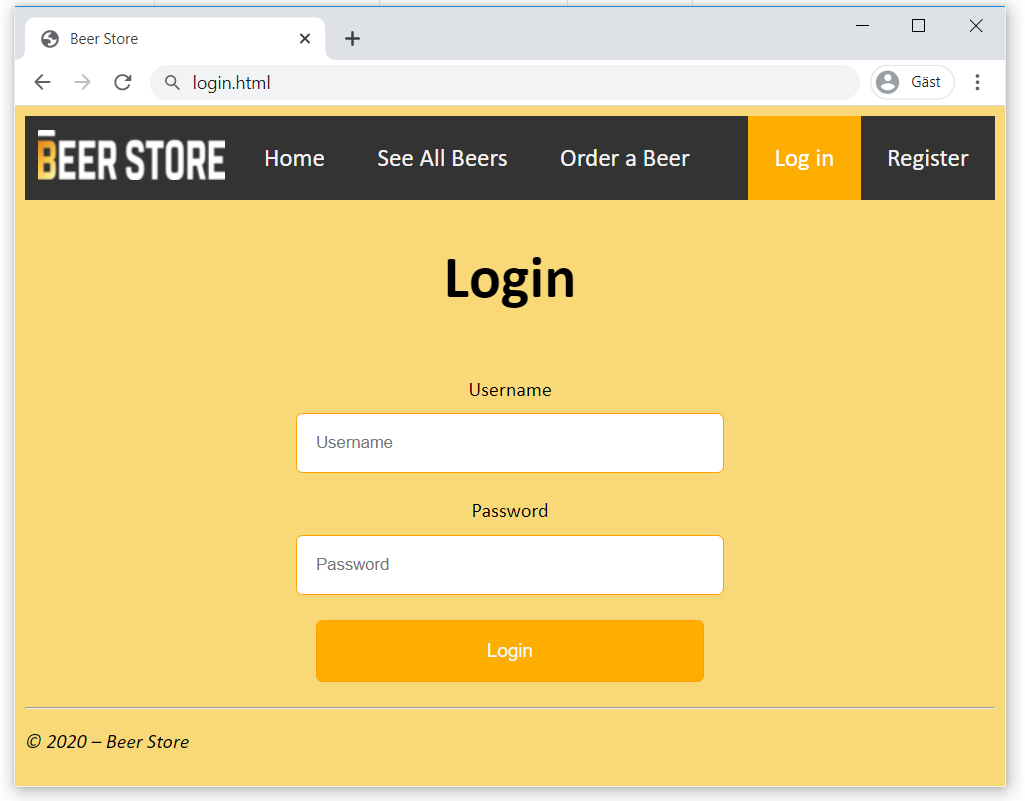 Beer Store
login.html
Gäst
BEER STORE Home See All Beers Order a Beer Log in Register
Login
Username
Username
Password
Password
Login
© 2020 – Beer Store